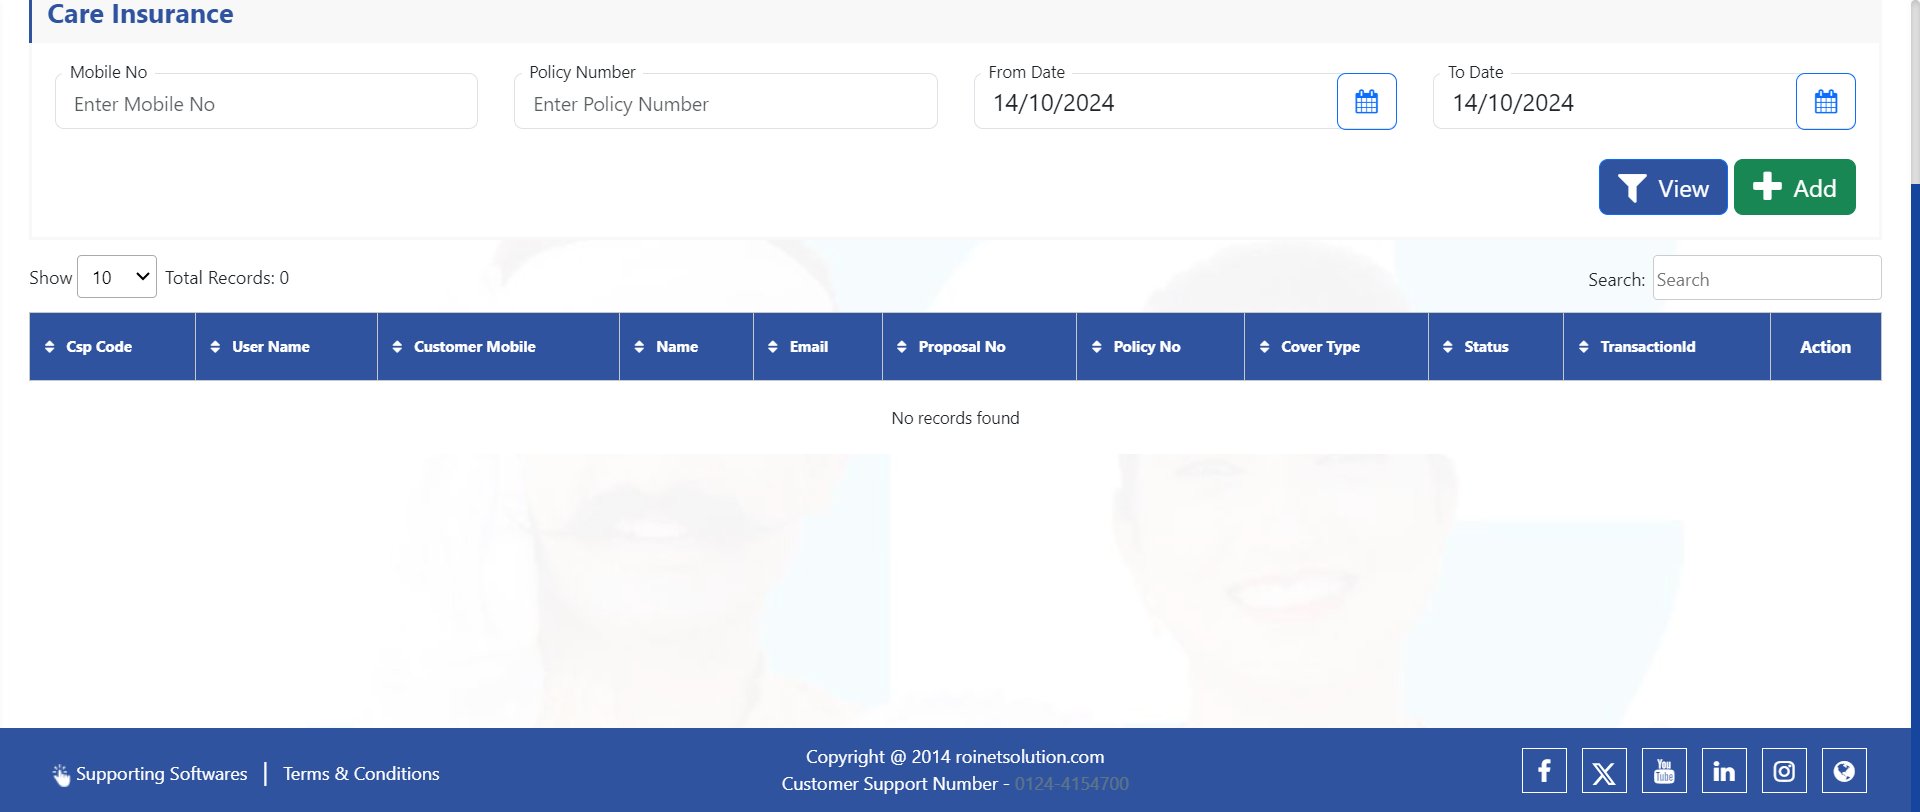 Care Insurance
Mobile No
Enter Mobile No
Policy Number
Enter Policy Number
From Date
14/10/2024
To Date
14/10/2024
View
Add
Show 10 Total Records: 0
Search: Search
Csp Code User Name Customer Mobile Name Email Proposal No Policy No Cover Type Status TransactionId Action
No records found
Supporting Softwares | Terms & Conditions
Copyright @ 2014 roinetsolution.com
Customer Support Number - 0124-4154700
You Tube